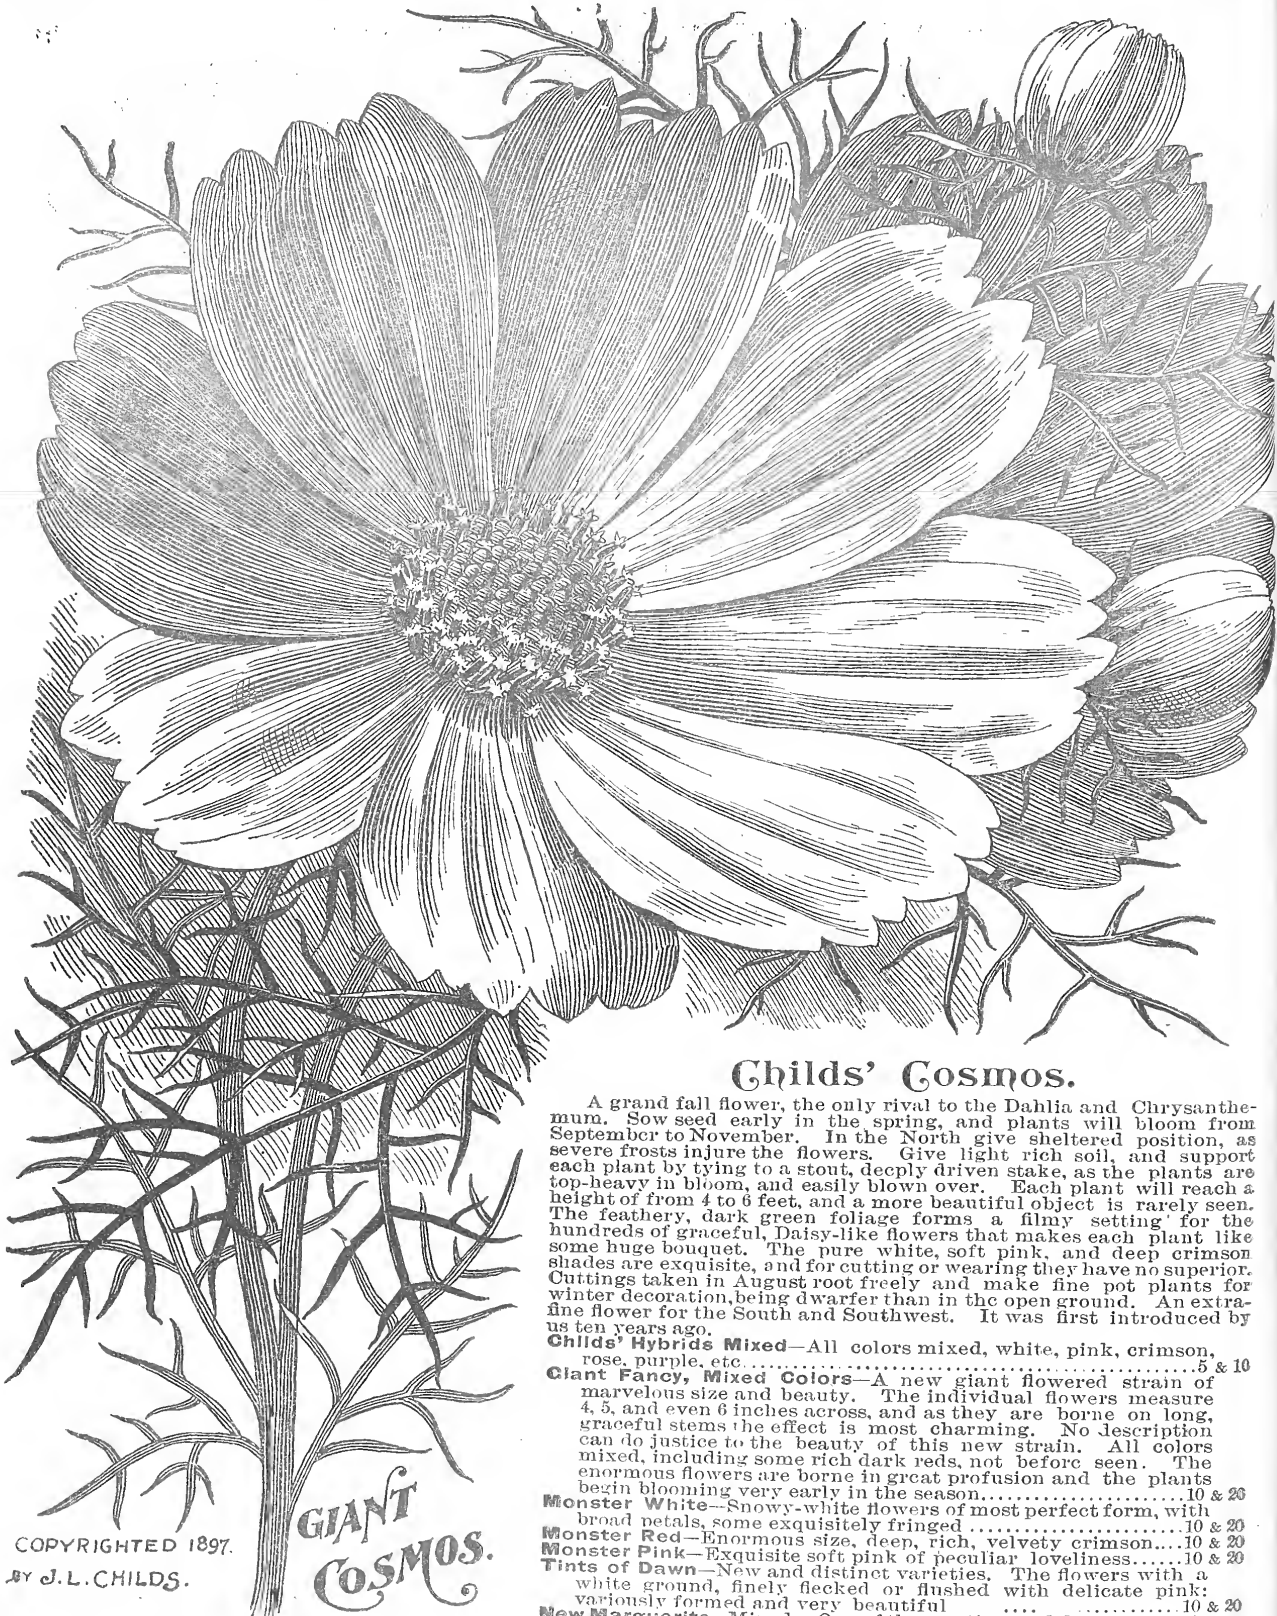 Childs' Cosmos.
A grand fall flower, the only rival to the Dahlia and Chrysanthe-
mum. Sow seed early in the spring, and plants will bloom from
September to November. In the North give sheltered position, as
severe frosts injure the flowers. Give light rich soil, and support
each plant by tying to a stout, deeply driven stake, as the plants are
top-heavy in bloom, and easily blown over. Each plant will reach a
height of from 4 to 6 feet, and a more beautiful object is rarely seen.
The feathery, dark green foliage forms a filmy setting for the
hundreds of graceful, Daisy-like flowers that makes each plant like
some huge bouquet. The pure white, soft pink, and deep crimson
shades are exquisite, and for cutting or wearing they have no superior.
Cuttings taken in August root freely and make fine pot plants for
winter decoration, being dwarfer than in the open ground. An extra-
fine flower for the South and Southwest. It was first introduced by
us ten years ago.
Childs' Hybrids Mixed—All colors mixed, white, pink, crimson,
rose, purple, etc.....5 & 10
Giant Fancy, Mixed Colors—A new giant flowered strain of
marvelous size and beauty. The individual flowers measure
4, 5, and even 6 inches across, and as they are borne on long,
graceful stems the effect is most charming. No description
can do justice to the beauty of this new strain. All colors
mixed, including some rich dark reds, not before seen. The
enormous flowers are borne in great profusion and the plants
begin blooming very early in the season.....10 & 20
Monster White—Snowy-white flowers of most perfect form, with
broad petals, some exquisitely fringed.....10 & 20
Monster Red—Enormous size, deep, rich, velvety crimson....10 & 20
Monster Pink—Exquisite soft pink of peculiar loveliness......10 & 20
Tints of Dawn—New and distinct varieties. The flowers with a
white ground, finely flecked or flushed with delicate pink:
variously formed and very beautiful.....10 & 20
GIANT
COSMOS.
COPYRIGHTED 1897.
BY J.L.CHILDS.